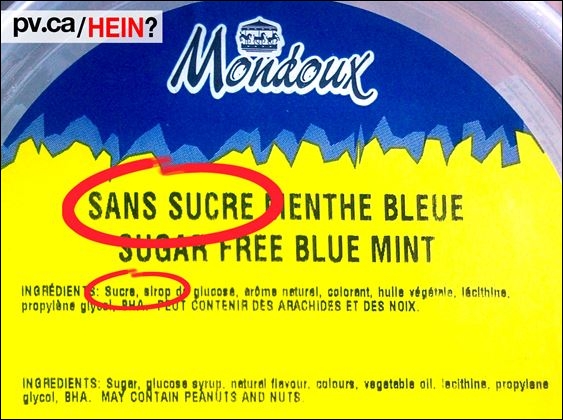 pv.ca/HEIN?
Mondoux
SANS SUCRE MENTHE BLEUE
SUGAR FREE BLUE MINT
INGRÉDIENTS: Sucre, sirop de glucose, arôme naturel, colorant, huile végétale, lécithine,
propylène glycol, BHA. PEUT CONTENIR DES ARACHIDES ET DES NOIX.
INGREDIENTS: Sugar, glucose syrup, natural flavour, colours, vegetable oil, lecithine, propylene
glycol, BHA. MAY CONTAIN PEANUTS AND NUTS.